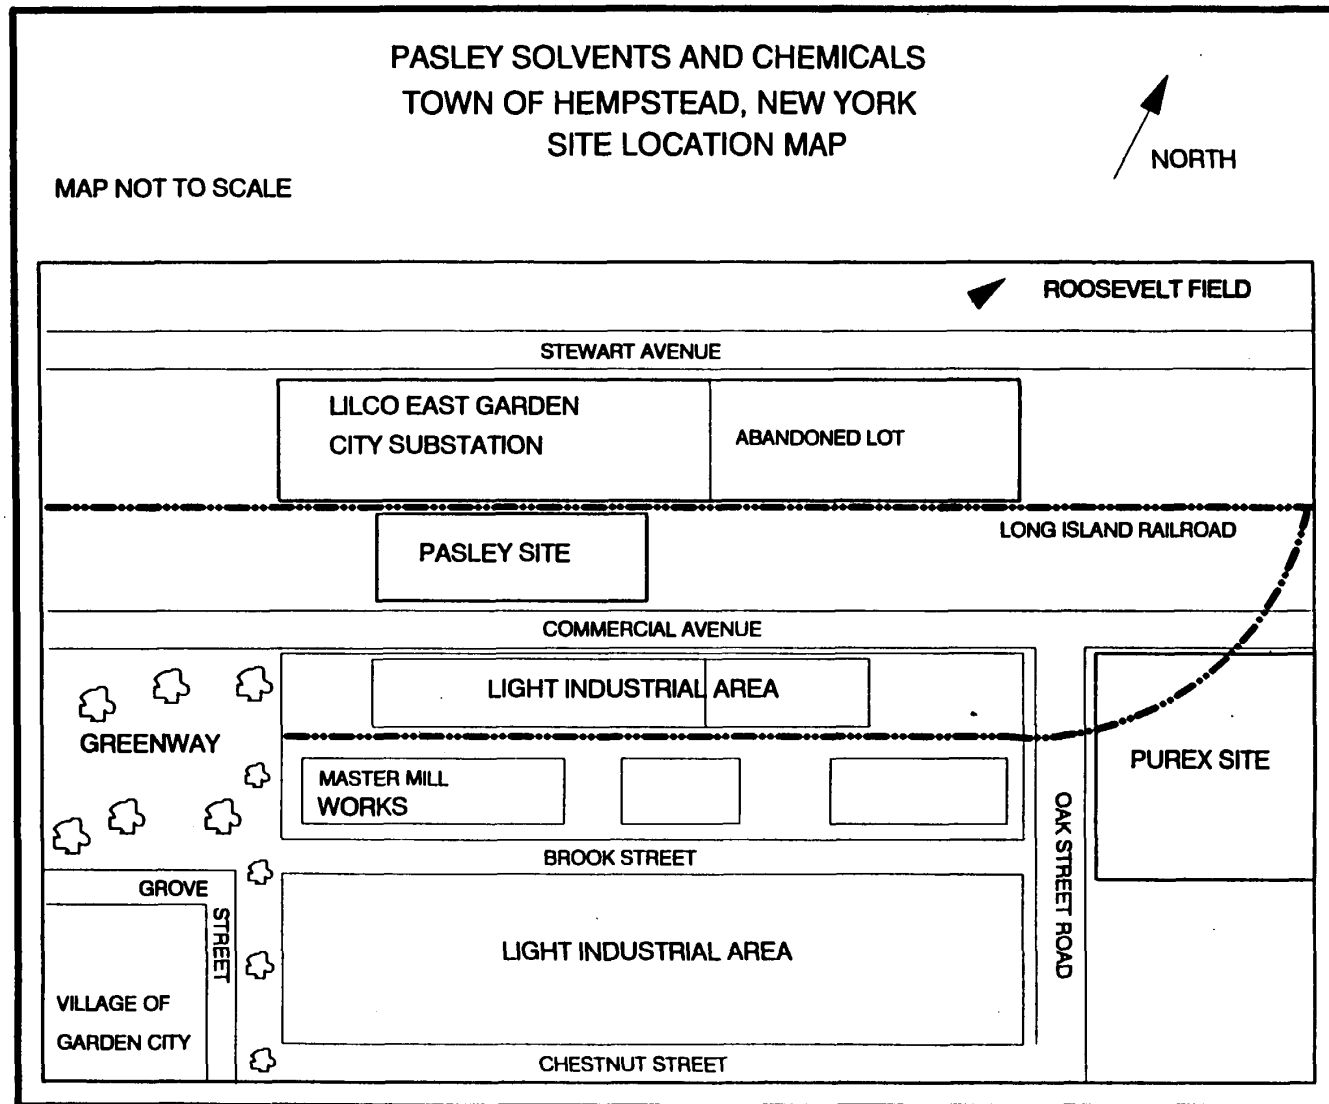 PASLEY SOLVENTS AND CHEMICALS
TOWN OF HEMPSTEAD, NEW YORK
SITE LOCATION MAP
NORTH
MAP NOT TO SCALE
ROOSEVELT FIELD
STEWART AVENUE
LILCO EAST GARDEN
CITY SUBSTATION
ABANDONED LOT
LONG ISLAND RAILROAD
PASLEY SITE
COMMERCIAL AVENUE
LIGHT INDUSTRIAL AREA
GREENWAY
PUREX SITE
MASTER MILL
WORKS
OAK STREET ROAD
BROOK STREET
GROVE
STREET
LIGHT INDUSTRIAL AREA
VILLAGE OF
GARDEN CITY
CHESTNUT STREET